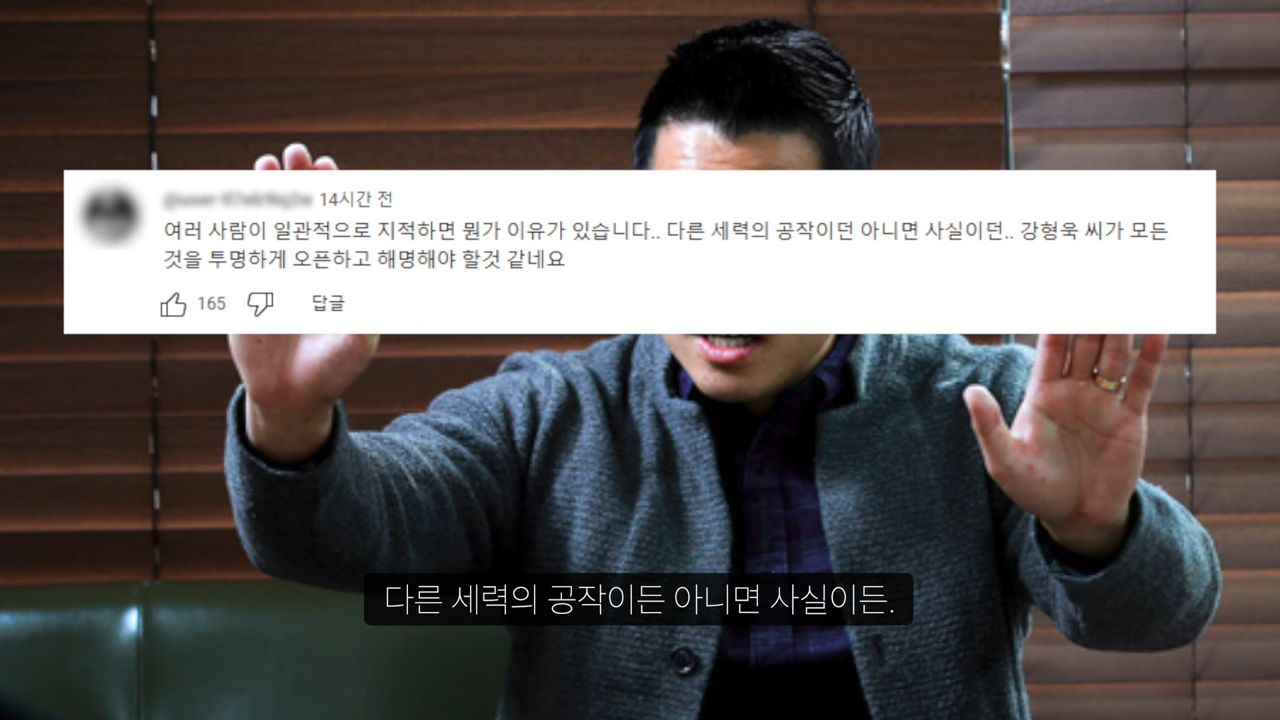 14시간 전
여러 사람이 일관적으로 지적하면 뭔가 이유가 있습니다.. 다른 세력의 공작이던 아니면 사실이던.. 강형욱 씨가 모든
것을 투명하게 오픈하고 해명해야 할것 같네요
165 답글
다른 세력의 공작이든 아니면 사실이든.